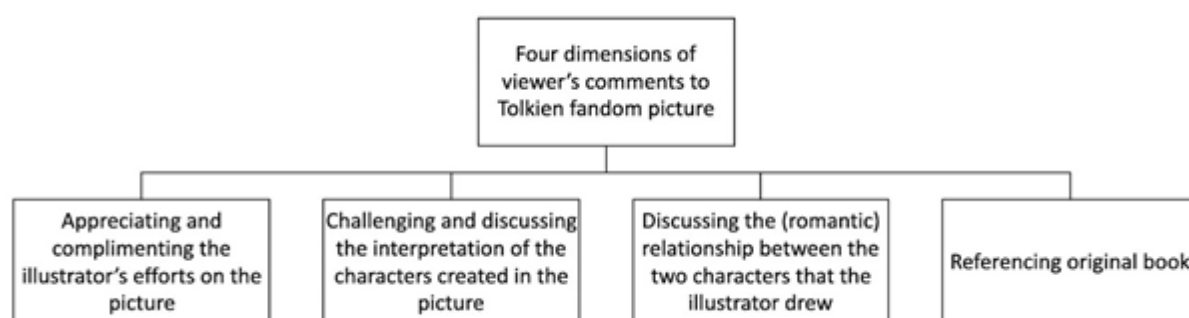 Four dimensions of
viewer's comments to
Tolkien fandom picture
Appreciating and
complimenting the
illustrator's efforts on the
picture
Challenging and discussing
the interpretation of the
characters created in the
picture
Discussing the (romantic)
relationship between the
two characters that the
illustrator drew
Referencing original book